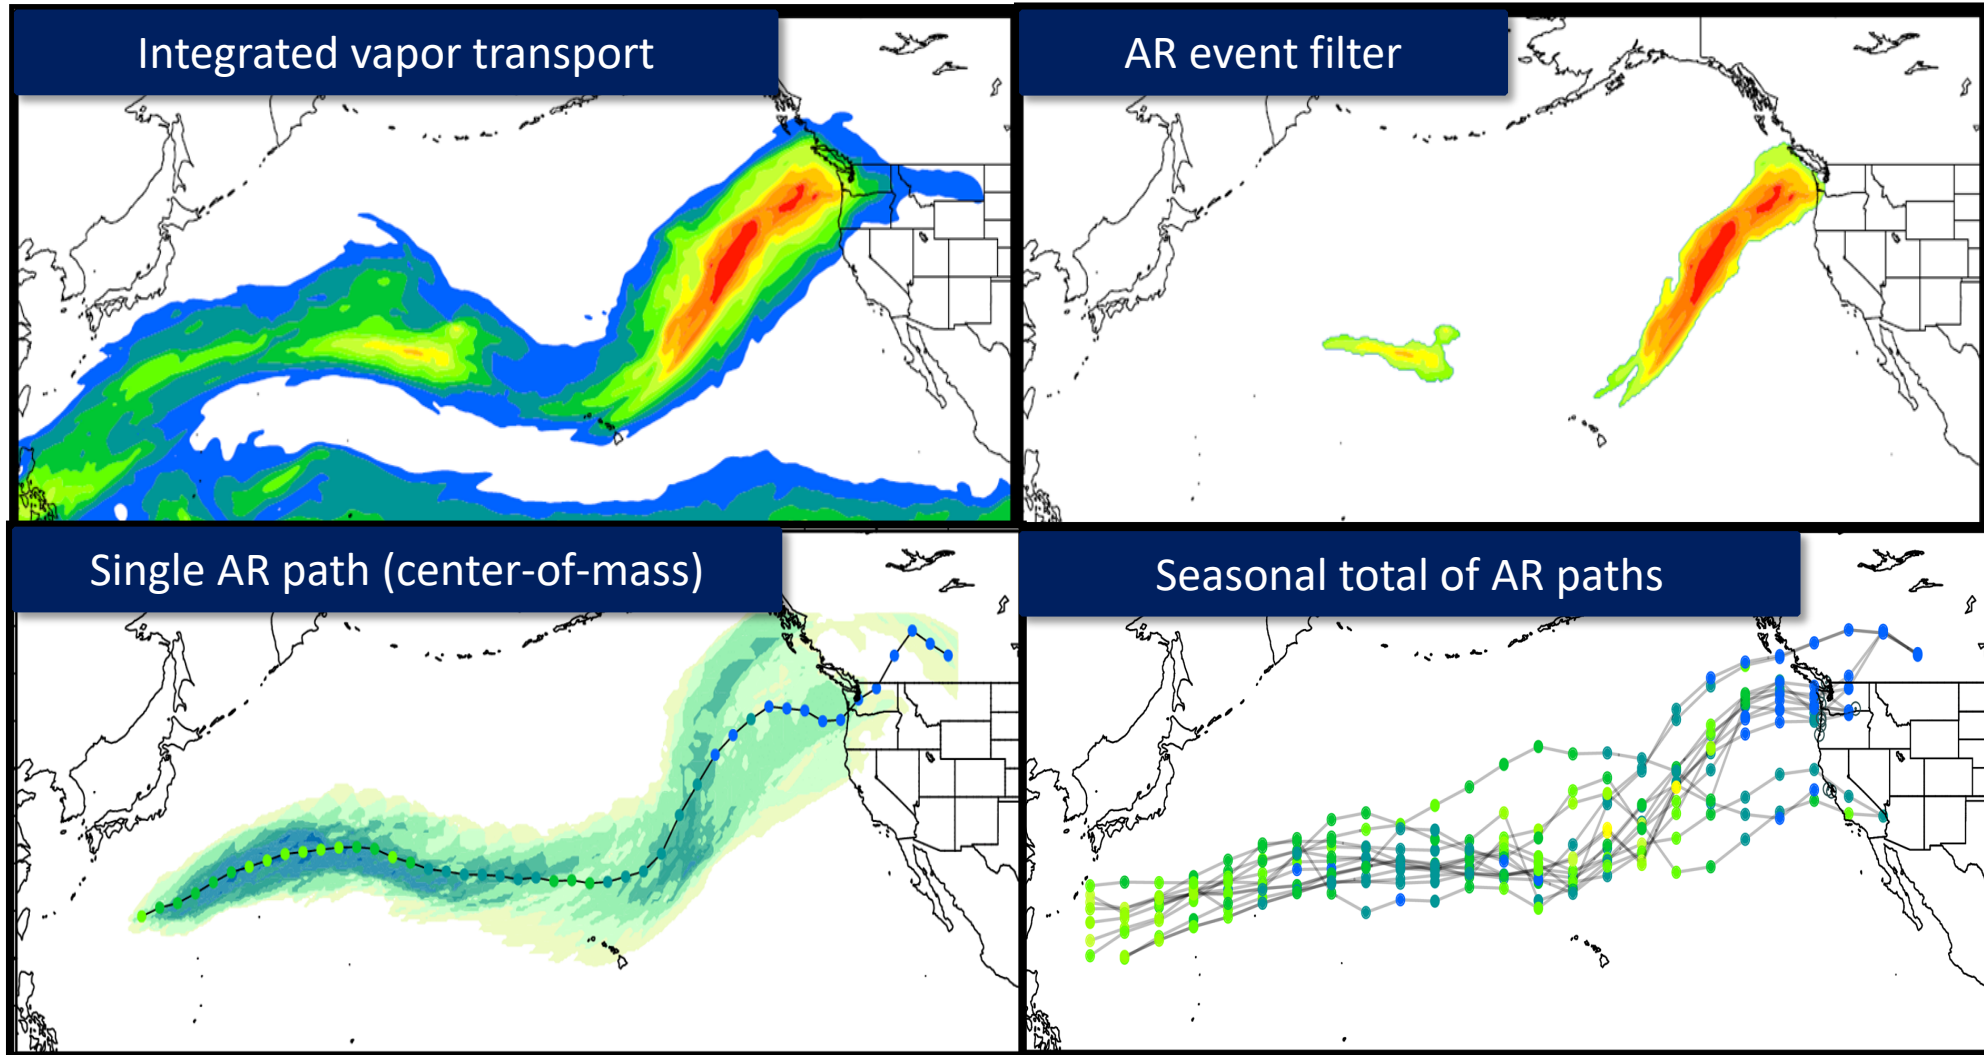 Integrated vapor transport
AR event filter
Single AR path (center-of-mass)
Seasonal total of AR paths